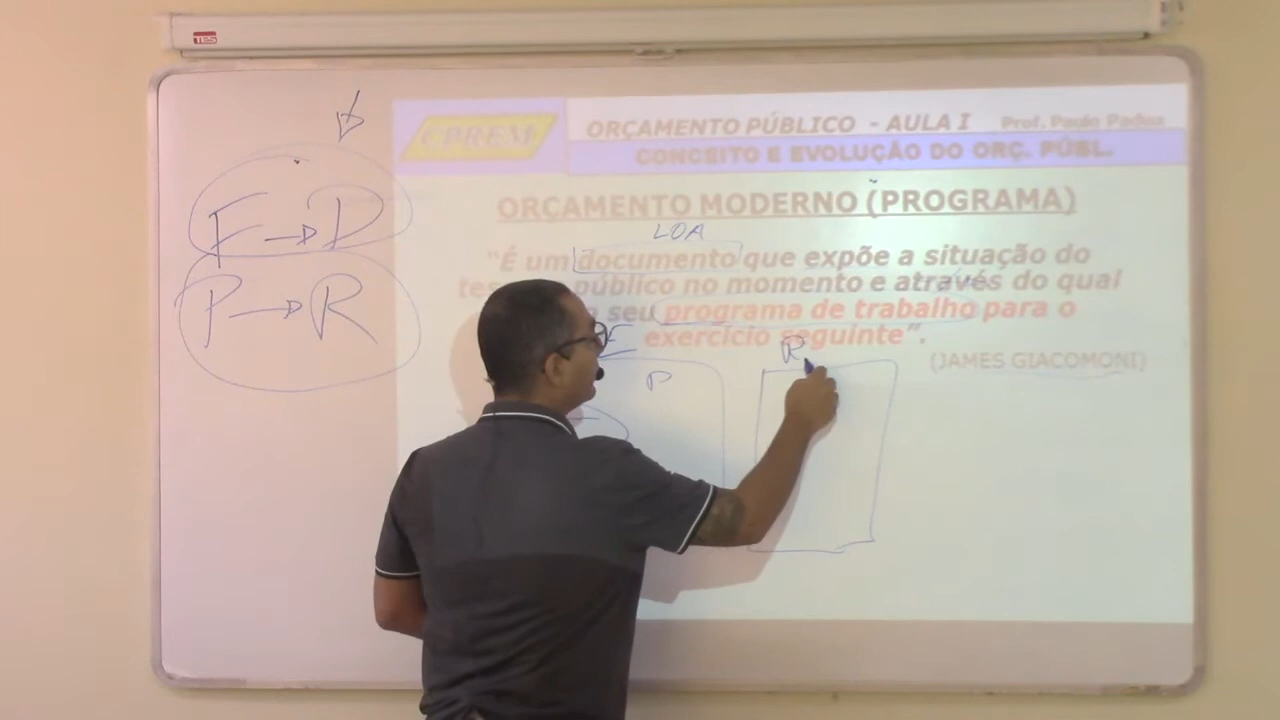 TES
CPREM
ORÇAMENTO PÚBLICO - AULA I Prof. Paulo Padua
CONCEITO E EVOLUÇÃO DO ORÇ. PÚBL.
ORÇAMENTO MODERNO (PROGRAMA)
LOA
"É um documento que expõe a situação do
público no momento e através do qual
seu programa de trabalho para o
exercício seguinte".
(JAMES GIACOMONI)
F → D
P → R
P
R